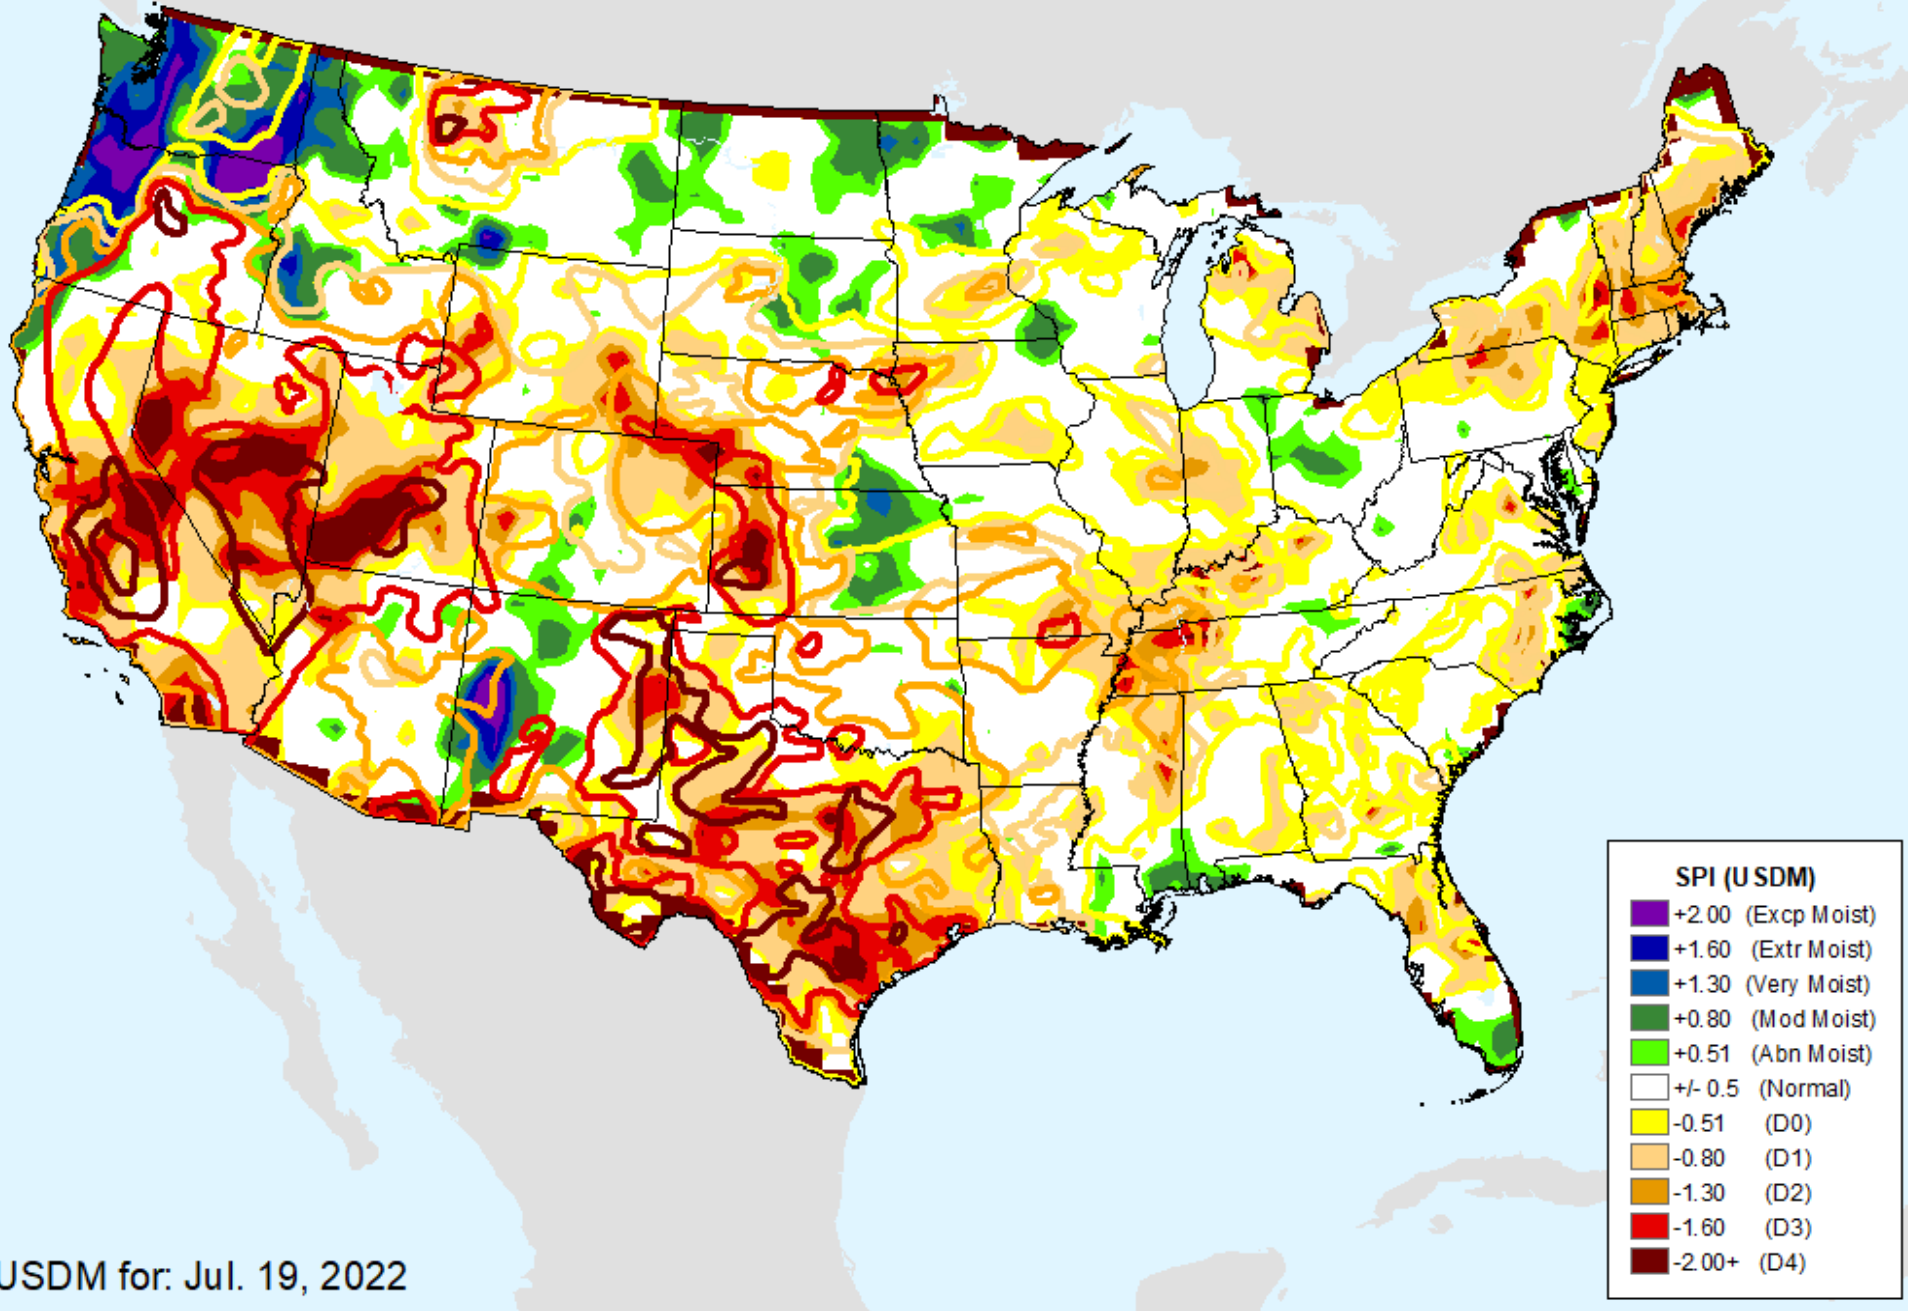 SPI (USDM)
+2.00 (Excp Moist)
+1.60 (Extr Moist)
+1.30 (Very Moist)
+0.80 (Mod Moist)
+0.51 (Abn Moist)
+/- 0.5 (Normal)
-0.51 (D0)
-0.80 (D1)
-1.30 (D2)
-1.60 (D3)
-2.00+ (D4)
USDM for: Jul. 19, 2022